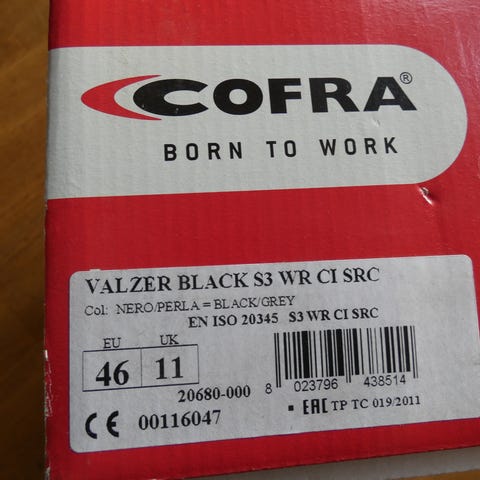 COFRA®
BORN TO WORK
VALZER BLACK S3 WR CI SRC
Col: NERO/PERLA = BLACK/GREY
EN ISO 20345 S3 WR CI SRC
EU UK
46 11
20680-000
8 023796 438514
CE 00116047
EAC TP TC 019/2011